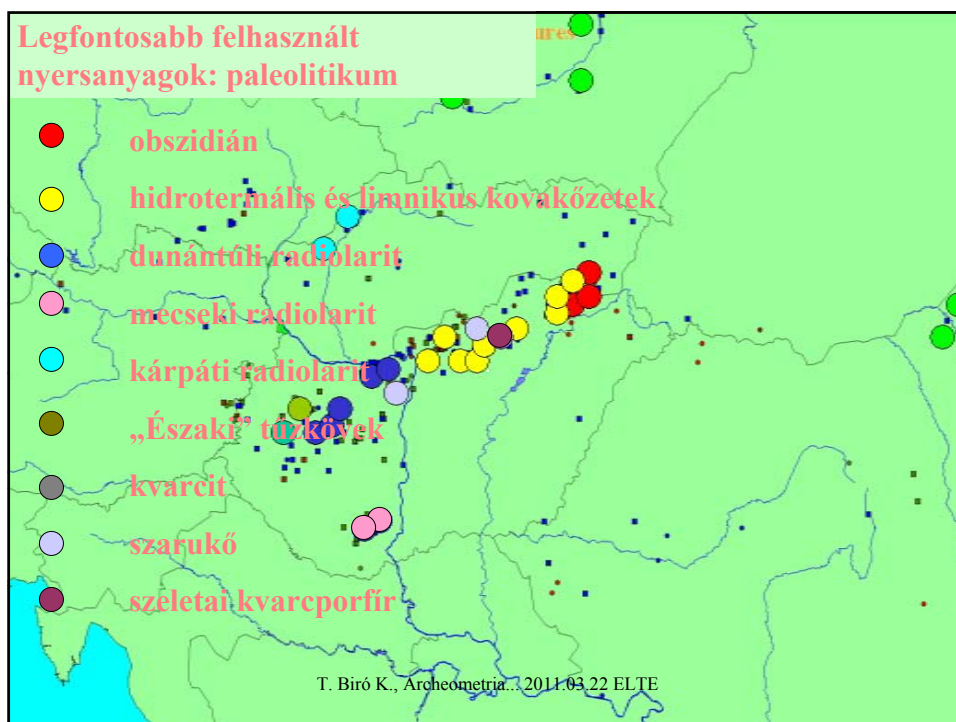 Legfontosabb felhasznált
ures
nyersanyagok: paleolitikum
obszidián
hidrotermális és limnikus kovakőzetek
dunántúli radiolarit
mecseki radiolarit
kárpáti radiolarit
„Északi” tűzkövek
kvarcit
szarukő
szeletai kvarcporfír
T. Biró K., Archeometria... 2011.03.22 ELTE